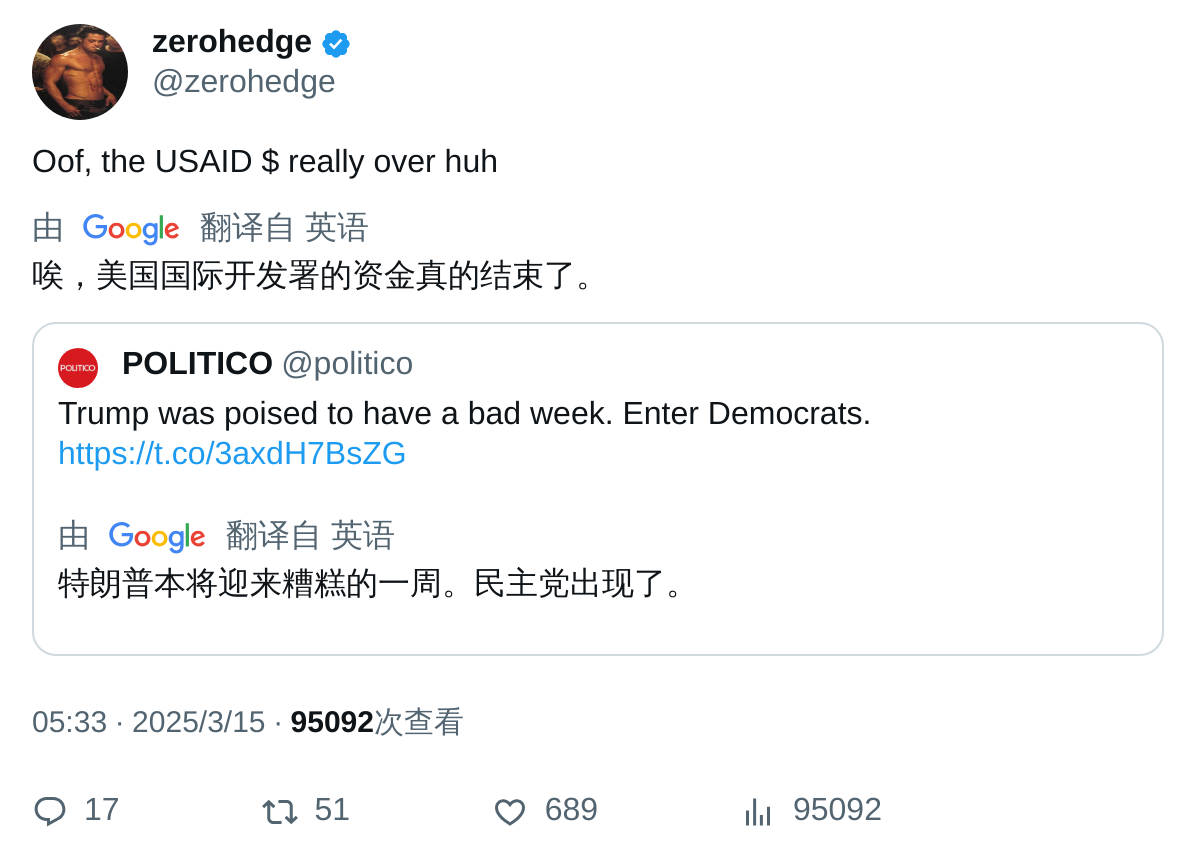 zerohedge
@zerohedge
Oof, the USAID $ really over huh
由 Google 翻译自 英语
唉，美国国际开发署的资金真的结束了。
POLITICO POLITICO @politico
Trump was poised to have a bad week. Enter Democrats.
https://t.co/3axdH7BsZG
由 Google 翻译自 英语
特朗普本将迎来糟糕的一周。民主党出现了。
05:33 · 2025/3/15 · 95092次查看
17 51 689 95092